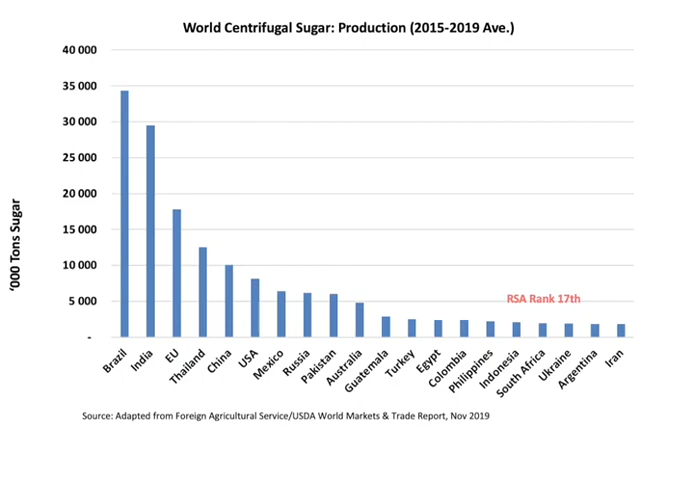 World Centrifugal Sugar: Production (2015-2019 Ave.)
40 000
35 000
30 000
25 000
20 000
15 000
10 000
5 000
-
'000 Tons Sugar
RSA Rank 17th
Brazil
India
EU
Thailand
China
USA
Mexico
Russia
Pakistan
Australia
Guatemala
Turkey
Egypt
Colombia
Philippines
Indonesia
South Africa
Ukraine
Argentina
Iran
Source: Adapted from Foreign Agricultural Service/USDA World Markets & Trade Report, Nov 2019